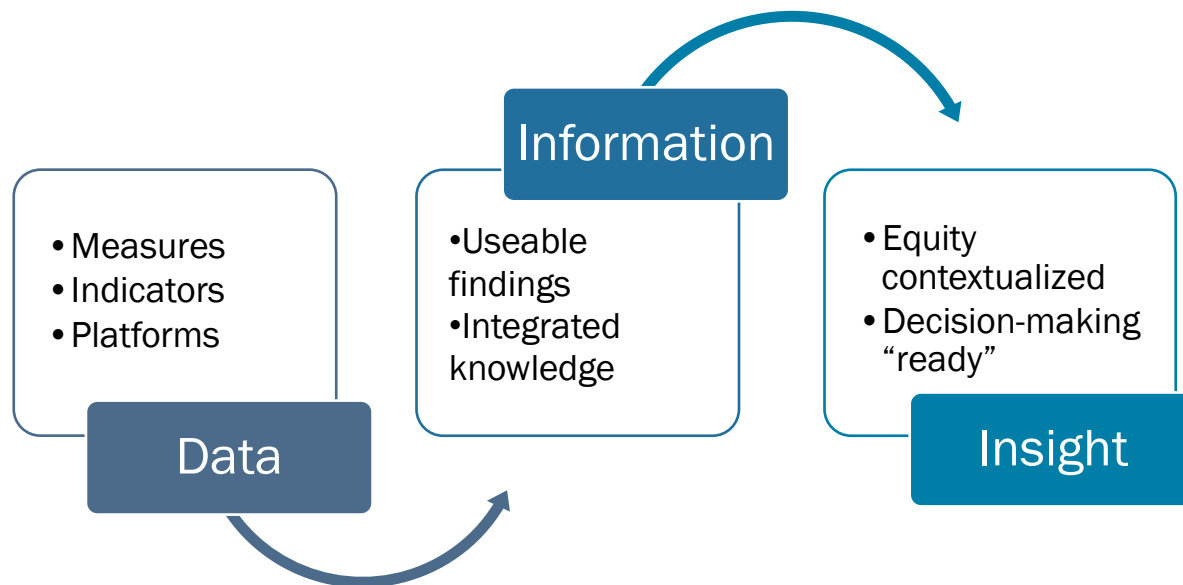 • Measures
• Indicators
• Platforms
Data
Information
•Useable
findings
•Integrated
knowledge
• Equity
contextualized
• Decision-making
“ready”
Insight